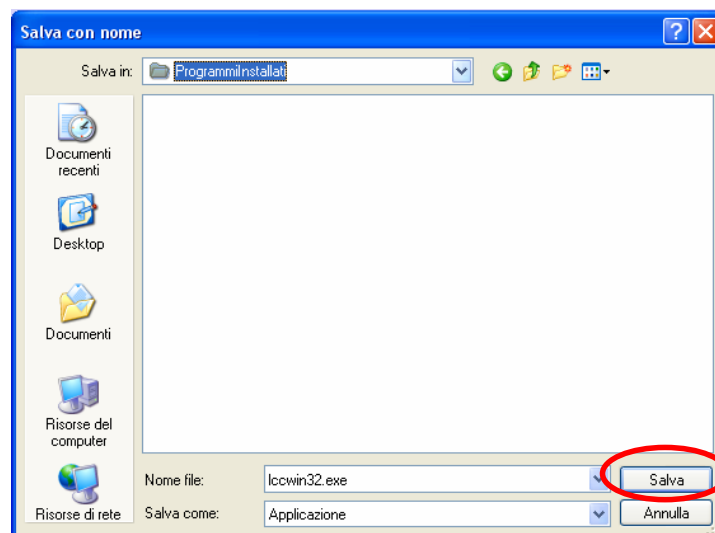 Salva con nome
Salva in: ProgrammiInstallati
Documenti
recenti
Desktop
Documenti
Risorse del
computer
Risorse di rete
Nome file: lccwin32.exe Salva
Salva come: Applicazione Annulla